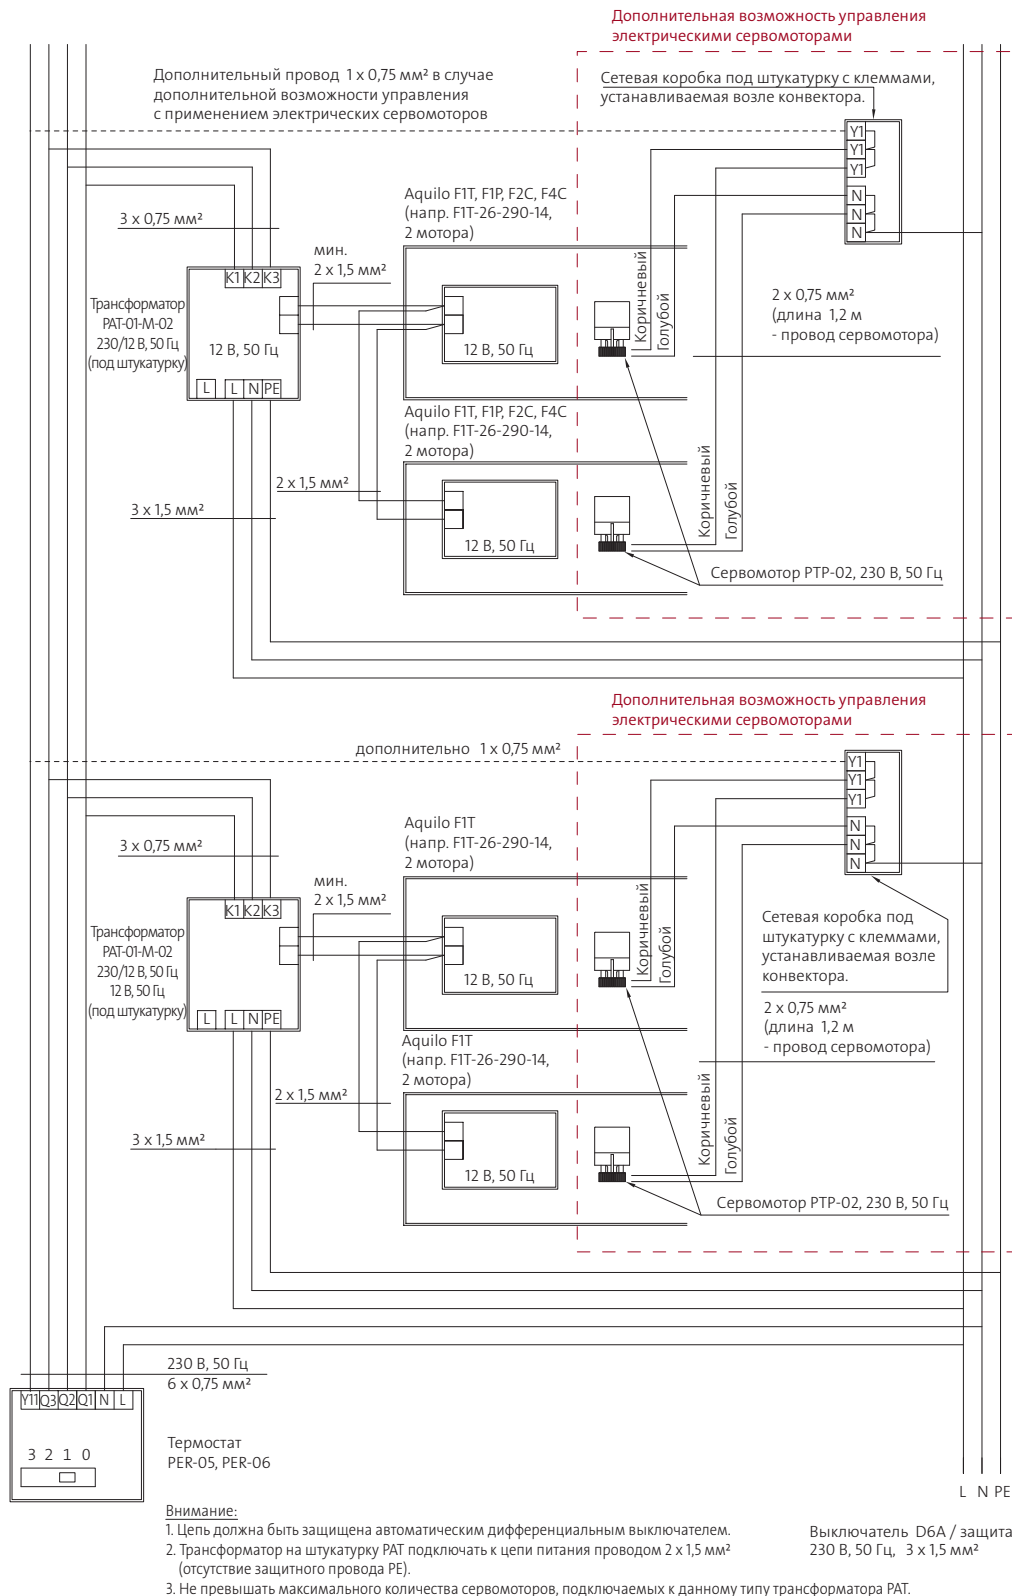 Дополнительная возможность управления
электрическими сервомоторами
Дополнительный провод 1 x 0,75 мм² в случае
дополнительной возможности управления
с применением электрических сервомоторов
Сетевая коробка под штукатурку с клеммами,
устанавливаемая возле конвектора.
Y1
Y1
Y1
N
N
N
3 x 0,75 мм²
мин.
2 x 1,5 мм²
Aquilo F1T, F1P, F2C, F4C
(напр. F1T-26-290-14,
2 мотора)
K1 K2 K3
Трансформатор
PAT-01-M-02
230/12 В, 50 Гц
(под штукатурку)
12 В, 50 Гц
L L N PE
12 В, 50 Гц
Коричневый
Голубой
2 x 0,75 мм²
(длина 1,2 м
- провод сервомотора)
Aquilo F1T, F1P, F2C, F4C
(напр. F1T-26-290-14,
2 мотора)
2 x 1,5 мм²
3 x 1,5 мм²
12 В, 50 Гц
Коричневый
Голубой
Сервомотор PTP-02, 230 В, 50 Гц
Дополнительная возможность управления
электрическими сервомоторами
дополнительно 1 x 0,75 мм²
Y1
Y1
Y1
N
N
N
3 x 0,75 мм²
мин.
2 x 1,5 мм²
Aquilo F1T
(напр. F1T-26-290-14,
2 мотора)
K1 K2 K3
Трансформатор
PAT-01-M-02
230/12 В, 50 Гц
12 В, 50 Гц
(под штукатурку)
L L N PE
12 В, 50 Гц
Коричневый
Голубой
Сетевая коробка под
штукатурку с клеммами,
устанавливаемая возле
конвектора.
2 x 0,75 мм²
(длина 1,2 м
- провод сервомотора)
Aquilo F1T
(напр. F1T-26-290-14,
2 мотора)
2 x 1,5 мм²
3 x 1,5 мм²
12 В, 50 Гц
Коричневый
Голубой
Сервомотор PTP-02, 230 В, 50 Гц
230 В, 50 Гц
6 x 0,75 мм²
Y11 Q3 Q2 Q1 N L
3 2 1 0
Термостат
PER-05, PER-06
L N PE
Внимание:
1. Цепь должна быть защищена автоматическим дифференциальным выключателем.
2. Трансформатор на штукатурку PAT подключать к цепи питания проводом 2 x 1,5 мм²
(отсутствие защитного провода PE).
3. Не превышать максимального количества сервомоторов, подключаемых к данному типу трансформатора PAT.
Выключатель D6A / защита
230 В, 50 Гц, 3 x 1,5 мм²